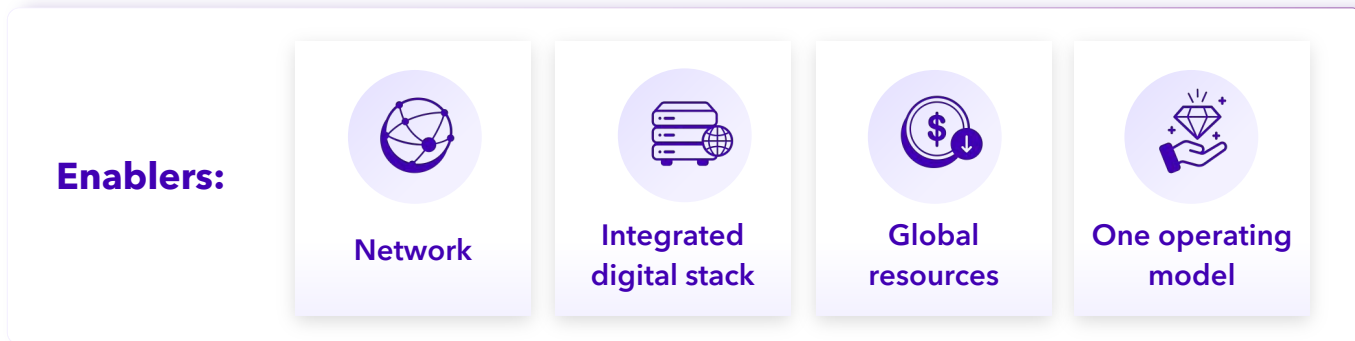 Enablers:
Network
Integrated
digital stack
$
Global
resources
One operating
model